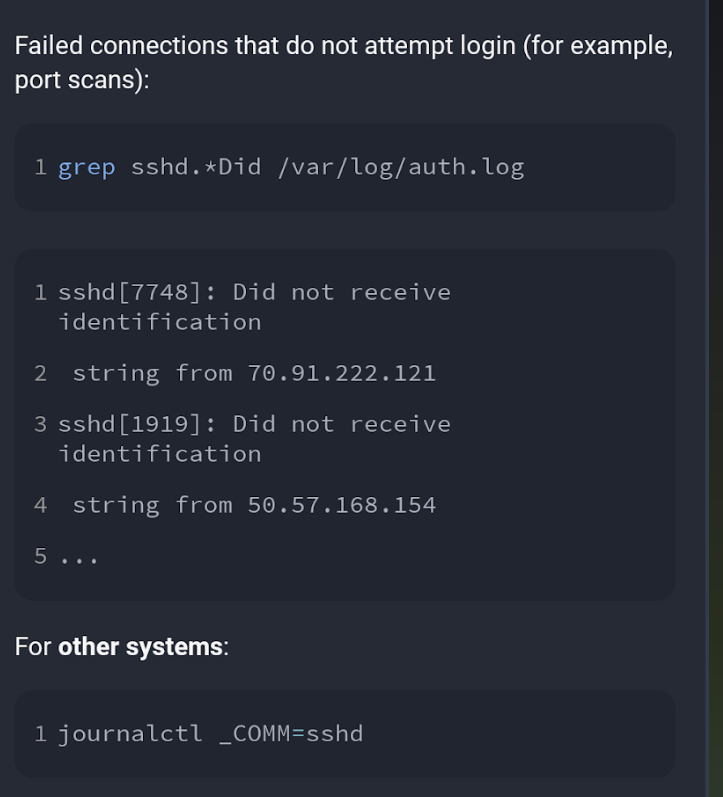 Failed connections that do not attempt login (for example,
port scans):
1 grep sshd.*Did /var/log/auth.log
1 sshd[7748]: Did not receive
identification
2  string from 70.91.222.121
3 sshd[1919]: Did not receive
identification
4  string from 50.57.168.154
5 ...
For other systems:
1 journalctl _COMM=sshd